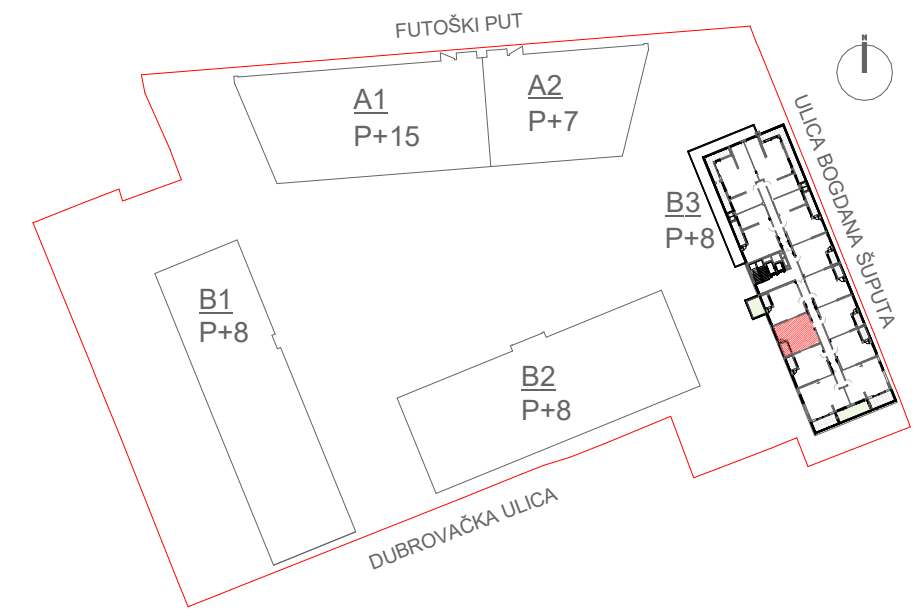 FUTOŠKI PUT
N
A1
P+15
A2
P+7
ULICA BOGDANA ŠUPUTA
B3
P+8
B1
P+8
B2
P+8
DUBROVAČKA ULICA